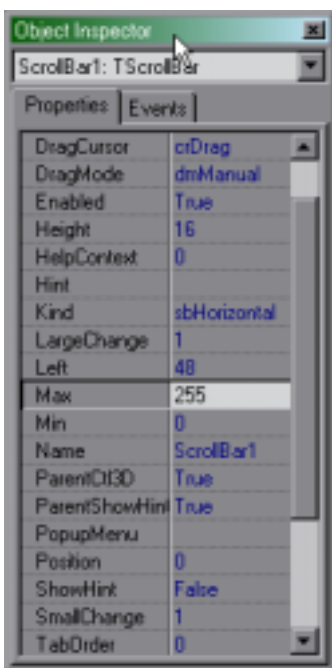 Object Inspector
ScrollBar1: TScrollBar
Properties Events
DragCursor crDrag
DragMode dmManual
Enabled True
Height 16
HelpContext 0
Hint
Kind sbHorizontal
LargeChange 1
Left 48
Max 255
Min 0
Name ScrollBar1
ParentCtl3D True
ParentShowHint True
PopupMenu
Position 0
ShowHint False
SmallChange 1
TabOrder 0